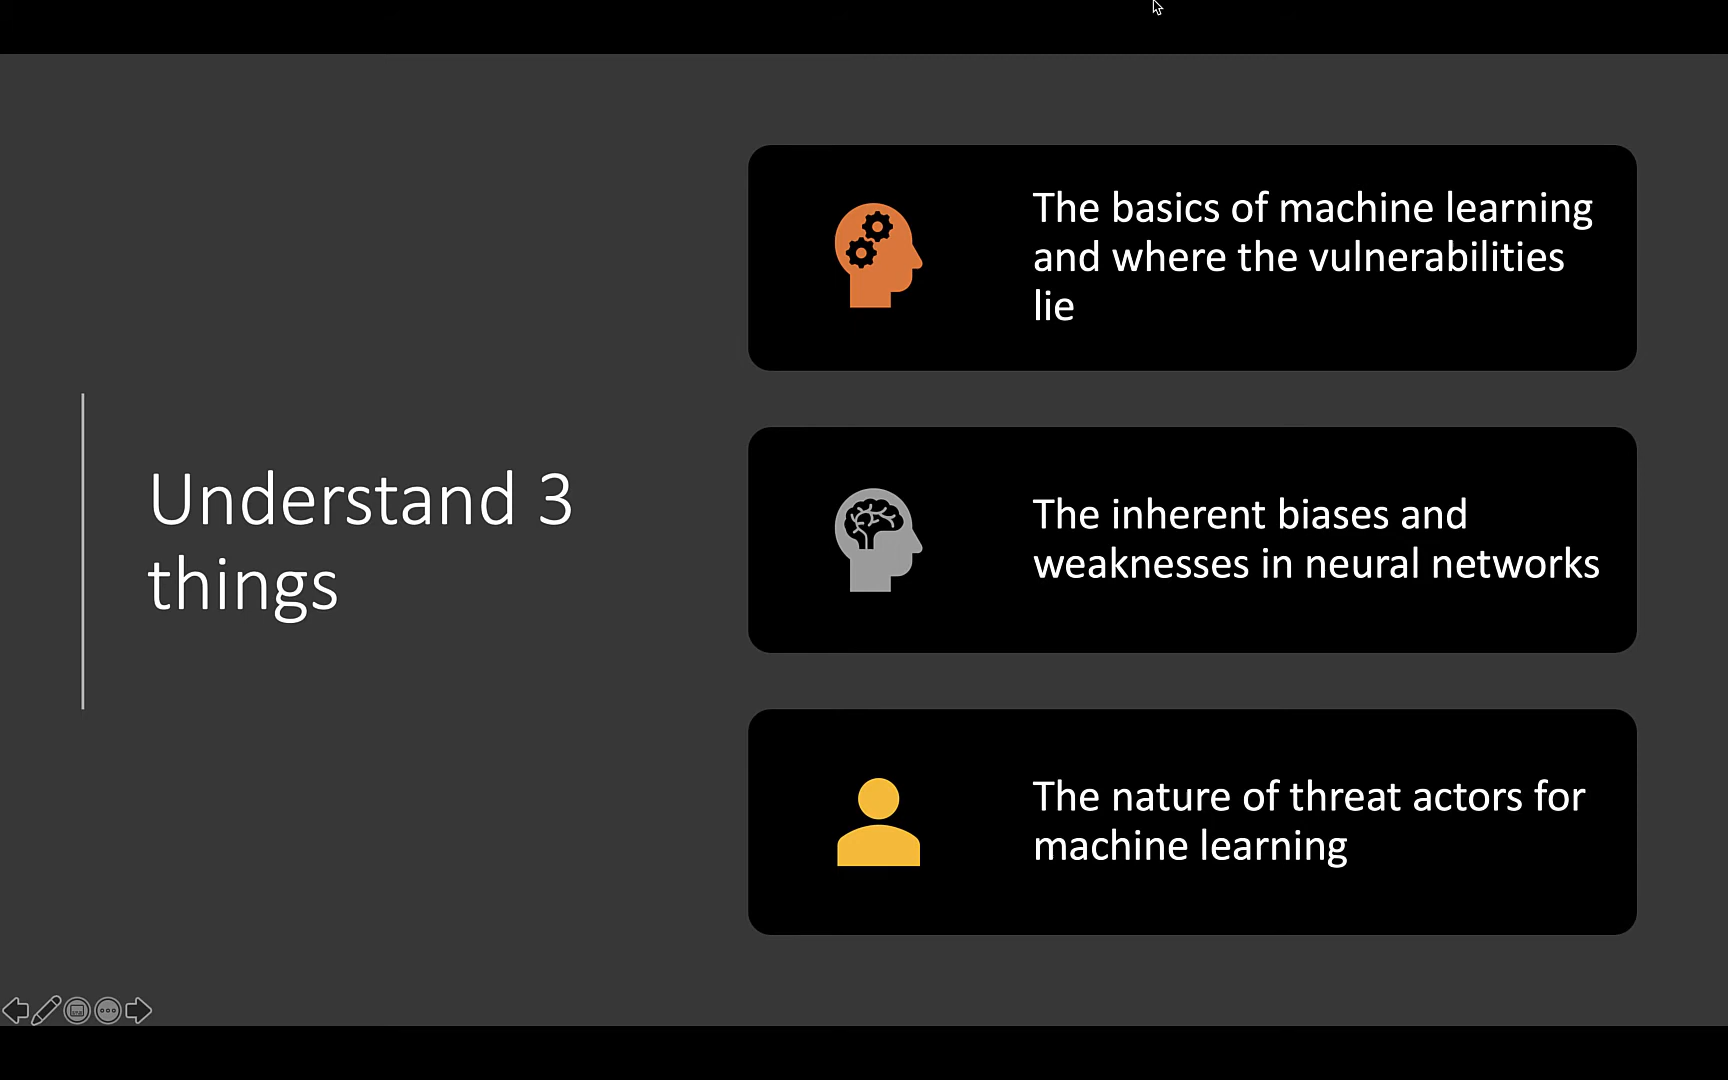 Understand 3
things
The basics of machine learning
and where the vulnerabilities
lie
The inherent biases and
weaknesses in neural networks
The nature of threat actors for
machine learning